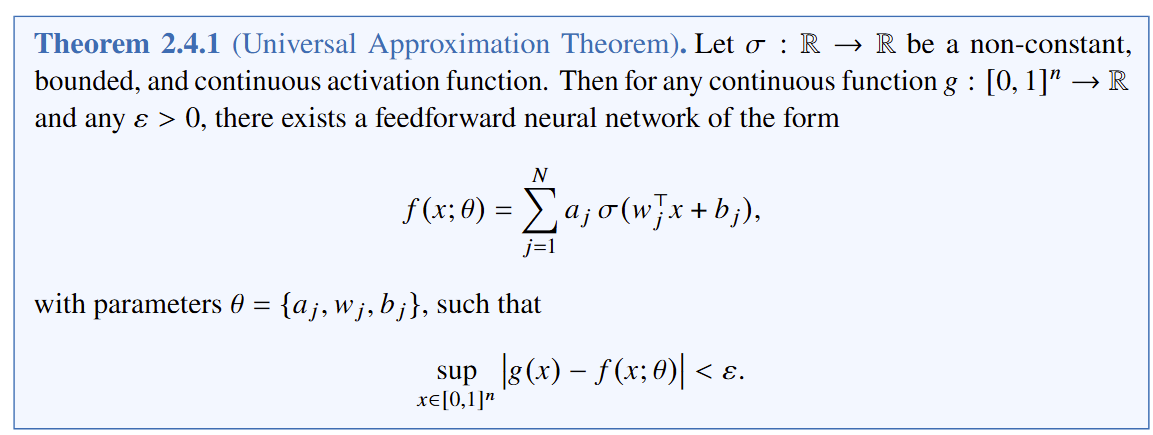 Theorem 2.4.1 (Universal Approximation Theorem). Let σ : ℝ → ℝ be a non-constant,
bounded, and continuous activation function. Then for any continuous function g : [0, 1]ⁿ → ℝ
and any ε > 0, there exists a feedforward neural network of the form
f(x; θ) = ∑_{j=1}^{N} a_j σ(w_j^⊤ x + b_j),
with parameters θ = {a_j, w_j, b_j}, such that
sup_{x∈[0,1]ⁿ} |g(x) − f(x; θ)| < ε.